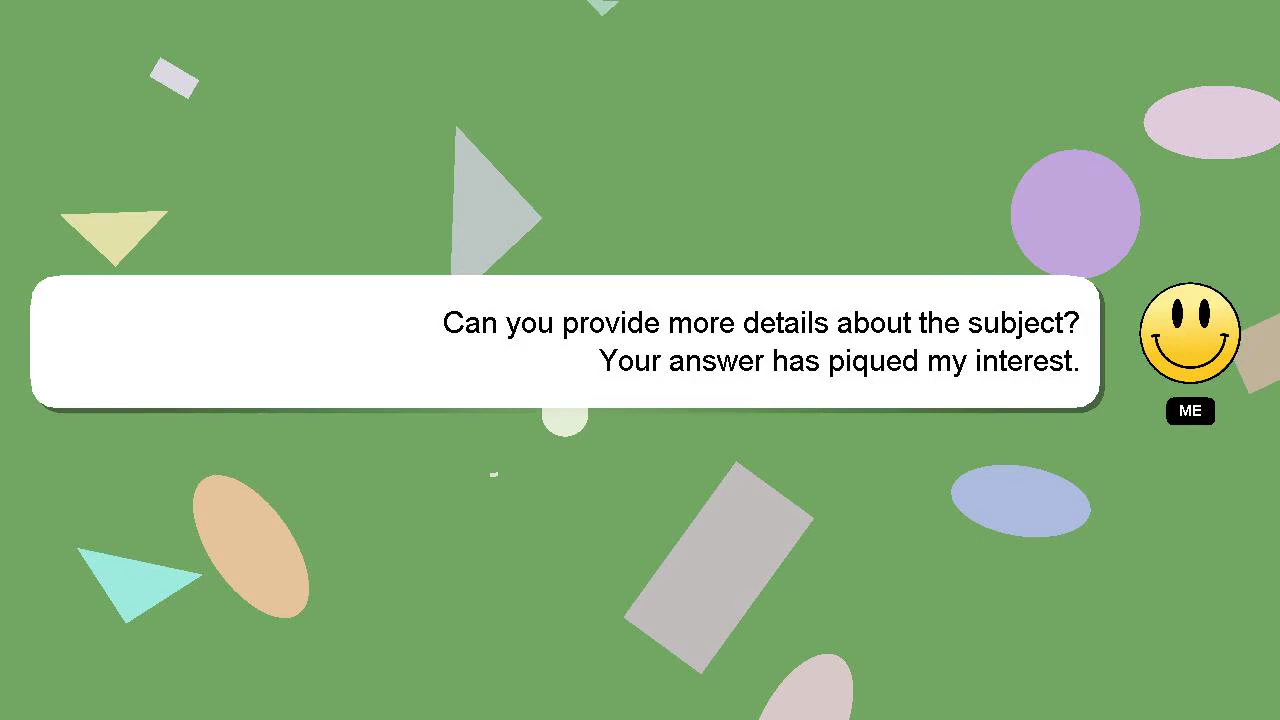 Can you provide more details about the subject?
Your answer has piqued my interest.
ME